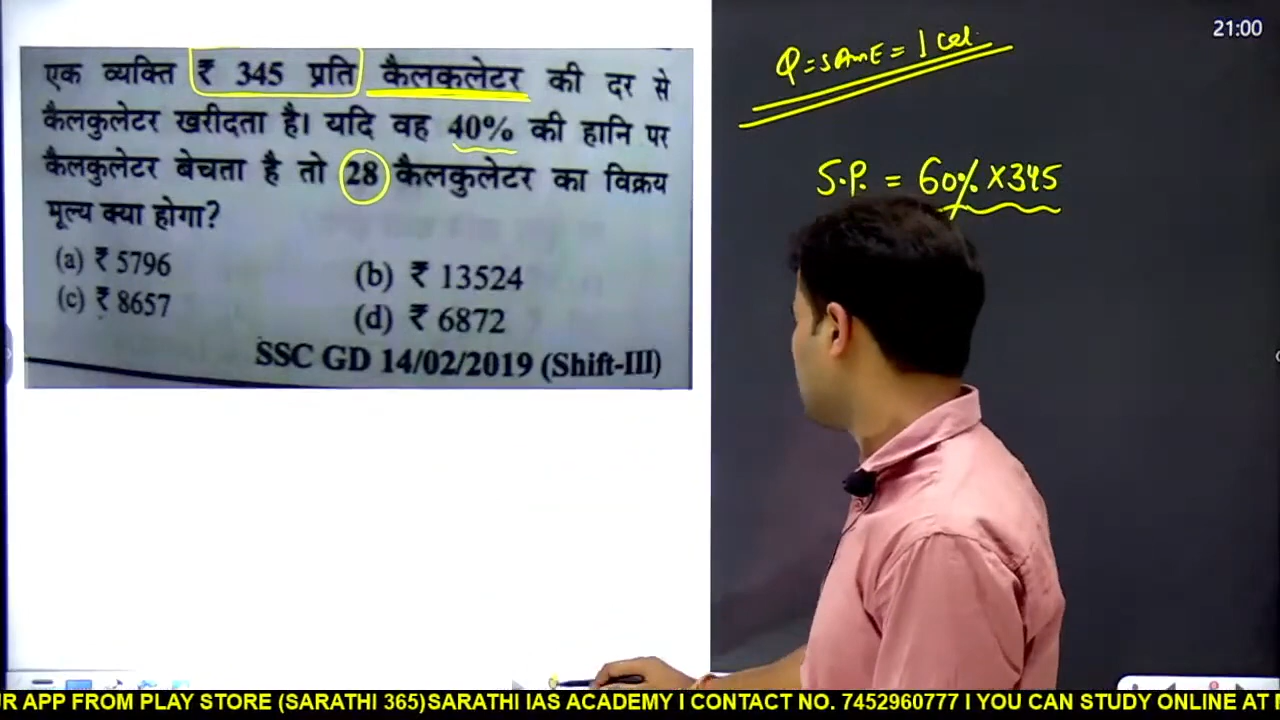 21:00
एक व्यक्ति ₹ 345 प्रति कैलकुलेटर की दर से
कैलकुलेटर खरीदता है। यदि वह 40% की हानि पर
कैलकुलेटर बेचता है तो 28 कैलकुलेटर का विक्रय
मूल्य क्या होगा?
(a) ₹ 5796
(b) ₹ 13524
(c) ₹ 8657
(d) ₹ 6872
SSC GD 14/02/2019 (Shift-III)
Q = SAmE = 1 cal.
S.P. = 60% × 345
UR APP FROM PLAY STORE (SARATHI 365)SARATHI IAS ACADEMY I CONTACT NO. 7452960777 I YOU CAN STUDY ONLINE AT